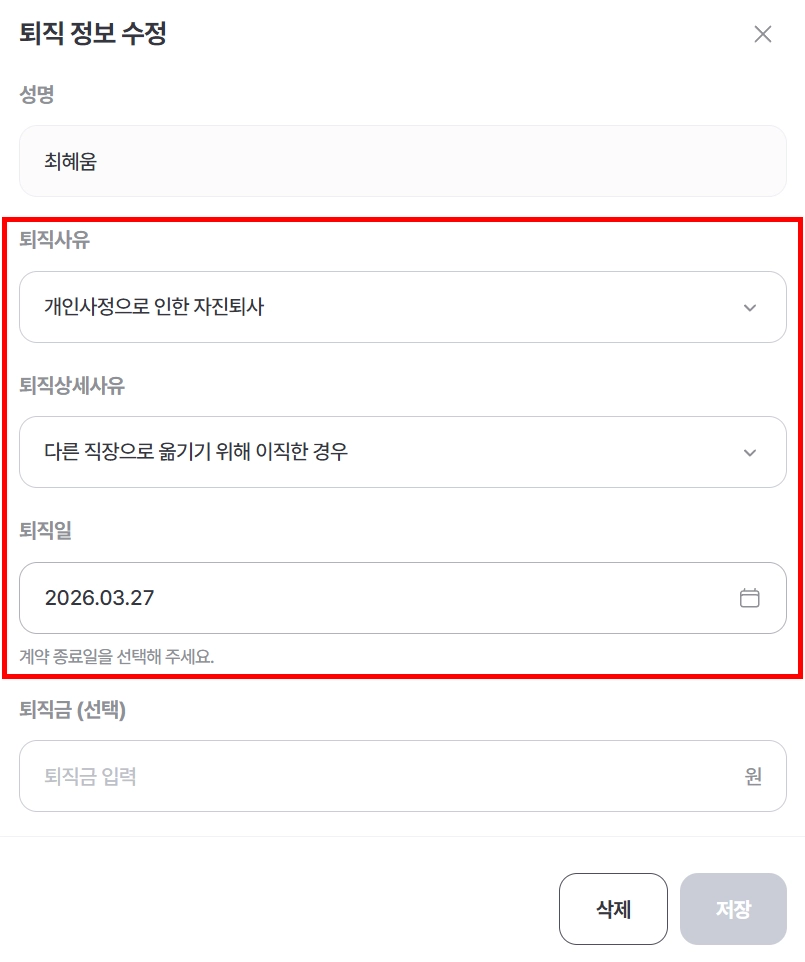 퇴직 정보 수정
성명
최혜움
퇴직사유
개인사정으로 인한 자진퇴사
퇴직상세사유
다른 직장으로 옮기기 위해 이직한 경우
퇴직일
2026.03.27
계약 종료일을 선택해 주세요.
퇴직금 (선택)
퇴직금 입력
원
삭제
저장